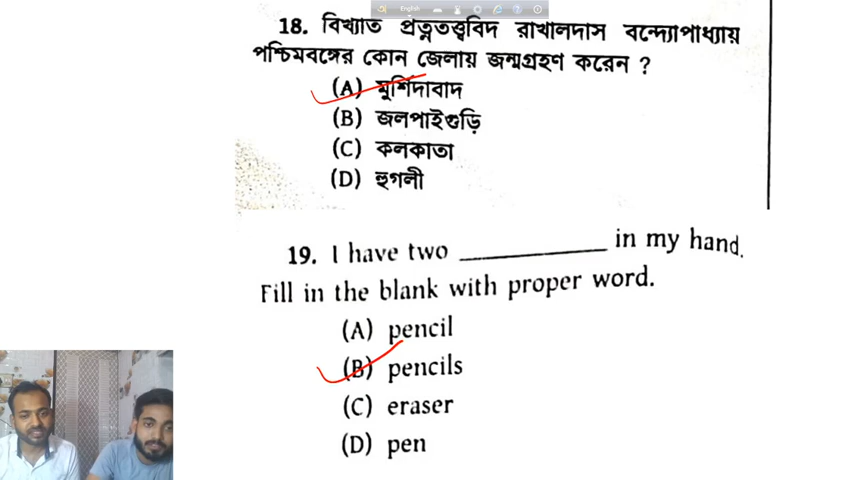 English
18. বিখ্যাত প্রত্নতত্ত্ববিদ রাখালদাস বন্দ্যোপাধ্যায়
পশ্চিমবঙ্গের কোন জেলায় জন্মগ্রহণ করেন ?
(A) মুর্শিদাবাদ
(B) জলপাইগুড়ি
(C) কলকাতা
(D) হুগলী
19. I have two __________ in my hand.
Fill in the blank with proper word.
(A) pencil
(B) pencils
(C) eraser
(D) pen